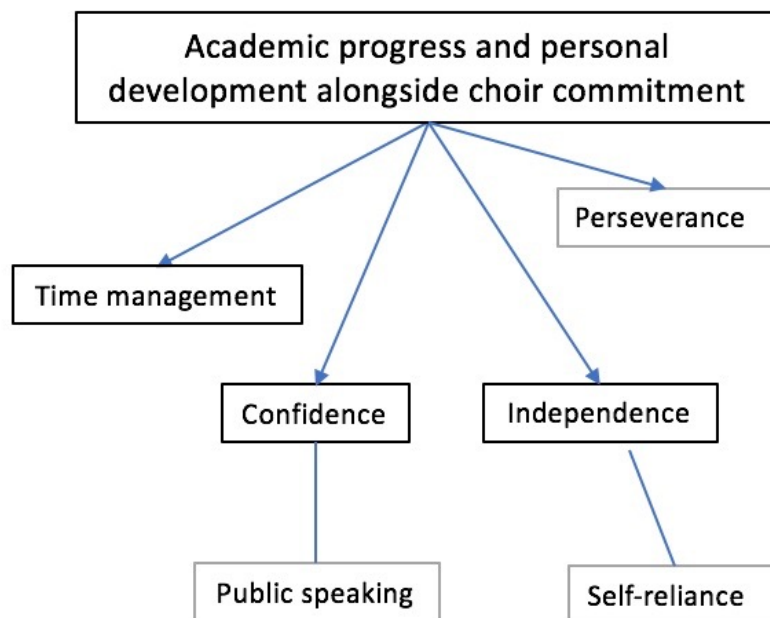 Academic progress and personal
development alongside choir commitment
Perseverance
Time management
Confidence
Independence
Public speaking
Self-reliance